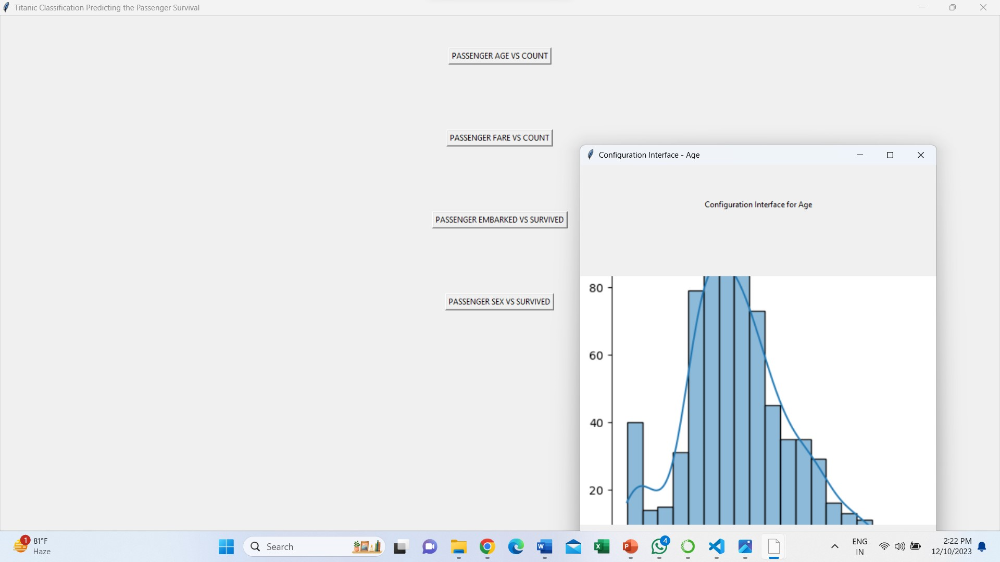 Titanic Classification Predicting the Passenger Survival
PASSENGER AGE VS COUNT
PASSENGER FARE VS COUNT
PASSENGER EMBARKED VS SURVIVED
PASSENGER SEX VS SURVIVED
Configuration Interface - Age
Configuration Interface for Age
80
60
40
20
1
81°F
Haze
Search
W
X
P
4
ENG
IN
2:22 PM
12/10/2023